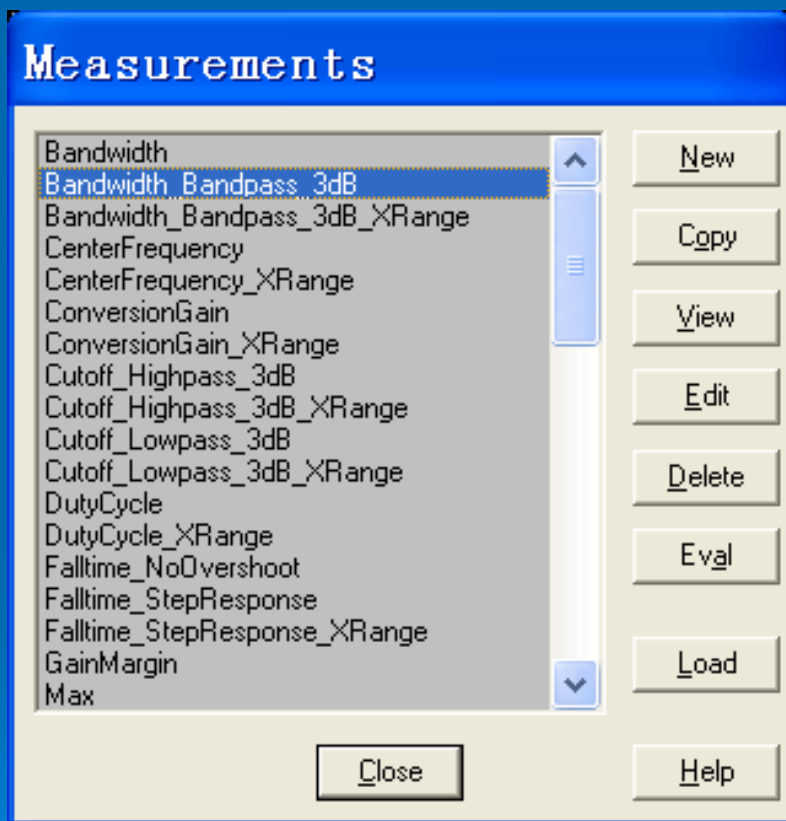 Measurements
Bandwidth
Bandwidth_Bandpass_3dB
Bandwidth_Bandpass_3dB_XRange
CenterFrequency
CenterFrequency_XRange
ConversionGain
ConversionGain_XRange
Cutoff_Highpass_3dB
Cutoff_Highpass_3dB_XRange
Cutoff_Lowpass_3dB
Cutoff_Lowpass_3dB_XRange
DutyCycle
DutyCycle_XRange
Falltime_NoOvershoot
Falltime_StepResponse
Falltime_StepResponse_XRange
GainMargin
Max
New
Copy
View
Edit
Delete
Eval
Load
Close
Help